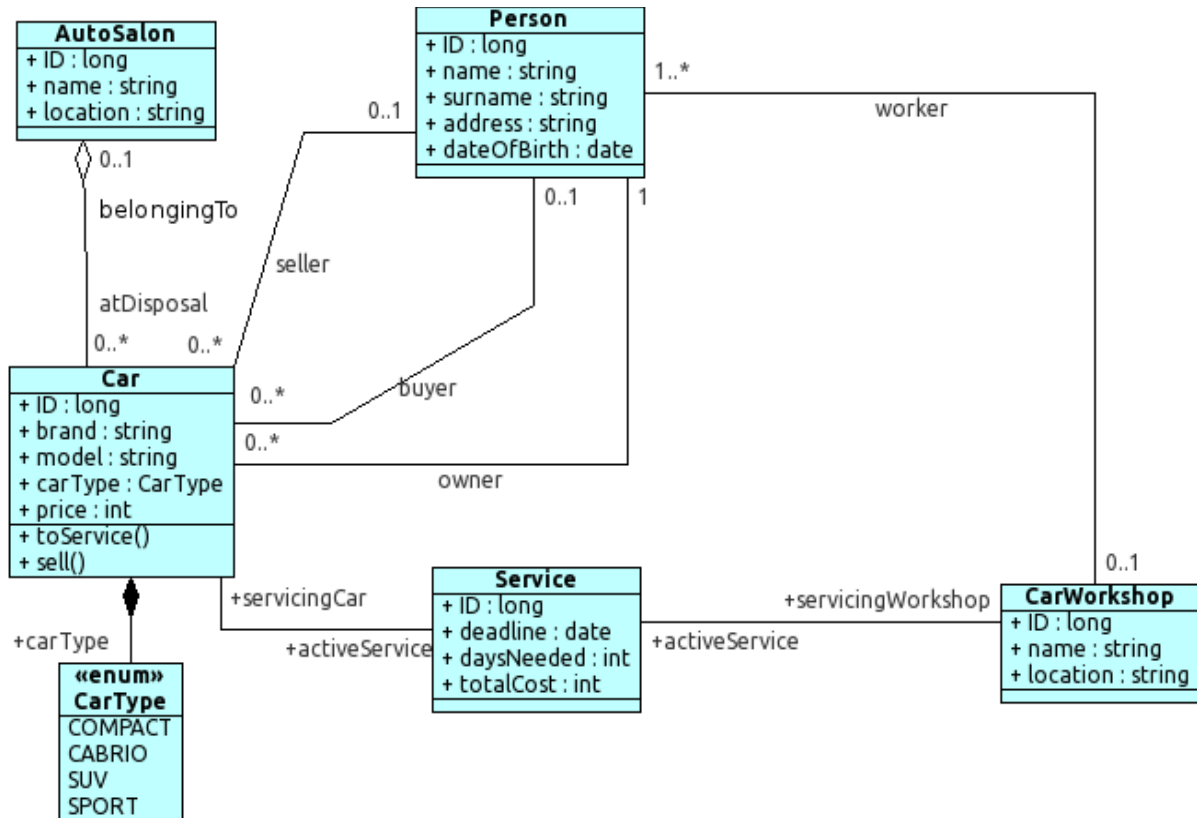 AutoSalon
+ ID : long
+ name : string
+ location : string
0..1
belongingTo
atDisposal
0..*
Person
+ ID : long
+ name : string
+ surname : string
+ address : string
+ dateOfBirth : date
0..1
seller
0..*
0..1
buyer
0..*
1
owner
0..*
1..*
worker
0..1
Car
+ ID : long
+ brand : string
+ model : string
+ carType : CarType
+ price : int
+ toService()
+ sell()
+servicingCar
+activeService
Service
+ ID : long
+ deadline : date
+ daysNeeded : int
+ totalCost : int
+servicingWorkshop
+activeService
CarWorkshop
+ ID : long
+ name : string
+ location : string
+carType
«enum»
CarType
COMPACT
CABRIO
SUV
SPORT